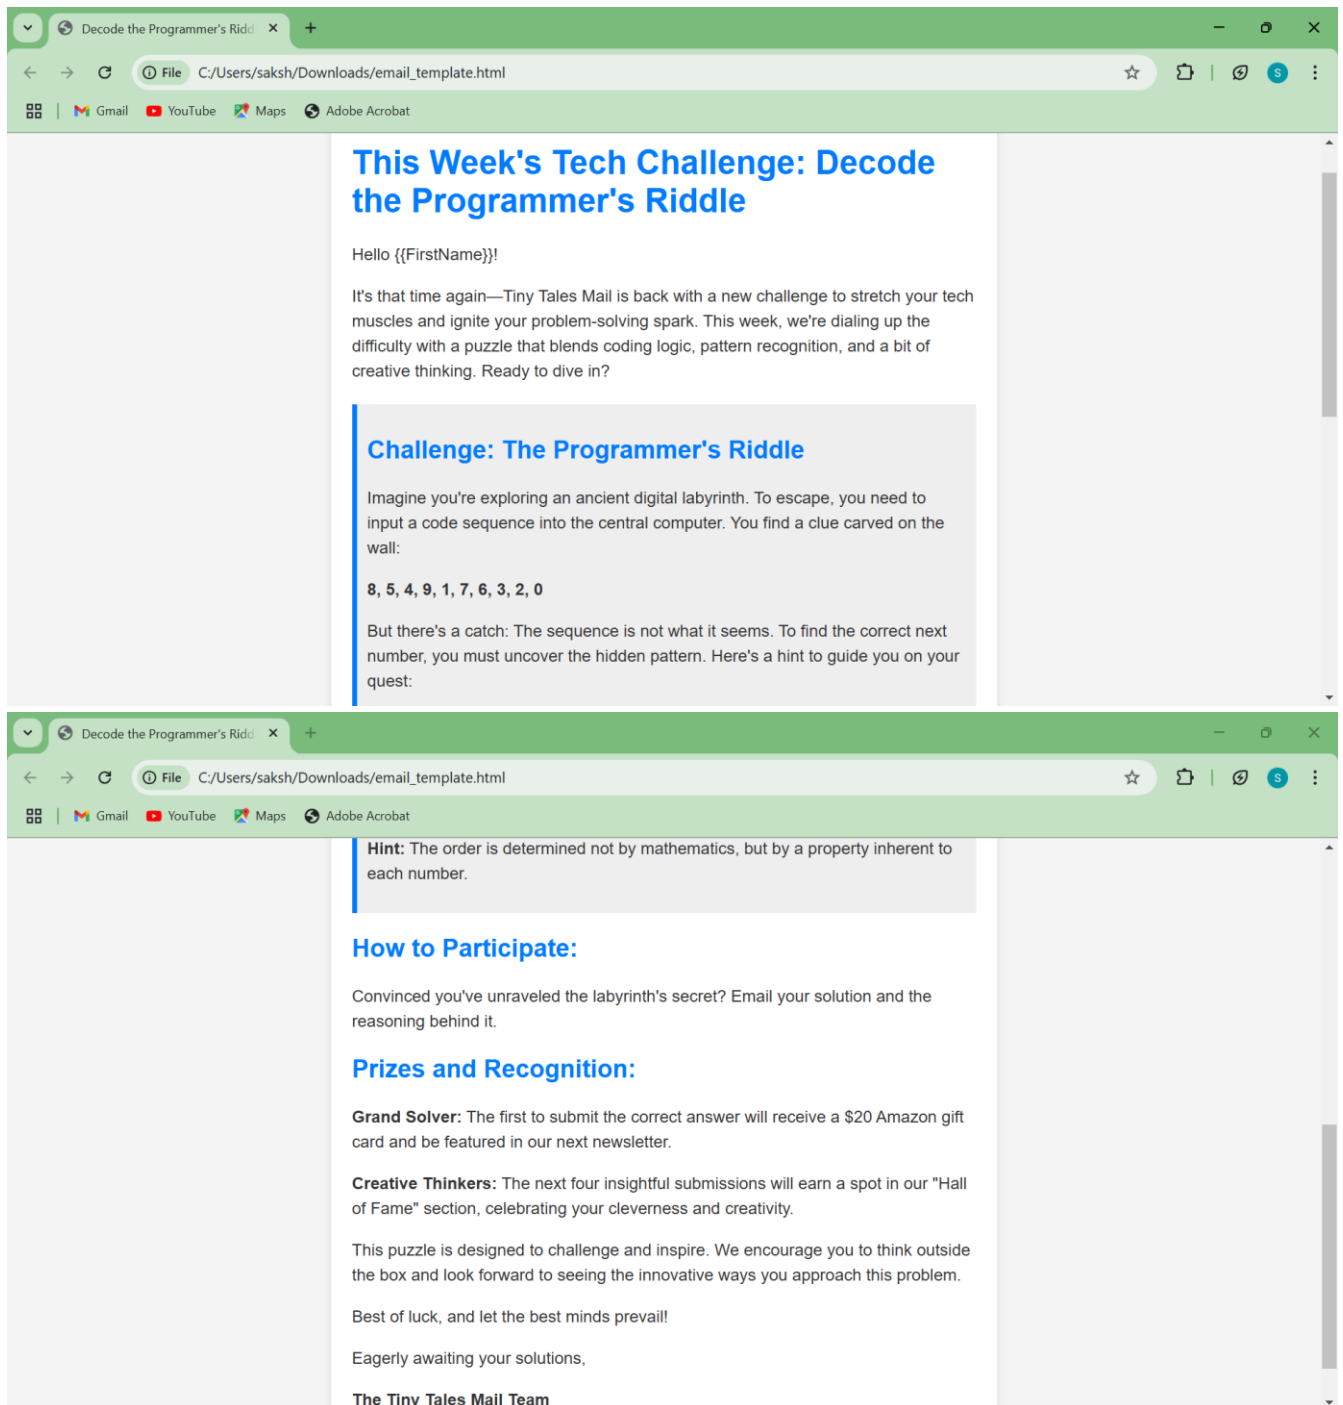 Decode the Programmer's Ridd
File C:/Users/saksh/Downloads/email_template.html
S
Gmail YouTube Maps Adobe Acrobat
This Week's Tech Challenge: Decode
the Programmer's Riddle
Hello {{FirstName}}!
It's that time again—Tiny Tales Mail is back with a new challenge to stretch your tech
muscles and ignite your problem-solving spark. This week, we're dialing up the
difficulty with a puzzle that blends coding logic, pattern recognition, and a bit of
creative thinking. Ready to dive in?
Challenge: The Programmer's Riddle
Imagine you're exploring an ancient digital labyrinth. To escape, you need to
input a code sequence into the central computer. You find a clue carved on the
wall:
8, 5, 4, 9, 1, 7, 6, 3, 2, 0
But there's a catch: The sequence is not what it seems. To find the correct next
number, you must uncover the hidden pattern. Here's a hint to guide you on your
quest:
Decode the Programmer's Ridd
File C:/Users/saksh/Downloads/email_template.html
S
Gmail YouTube Maps Adobe Acrobat
Hint: The order is determined not by mathematics, but by a property inherent to
each number.
How to Participate:
Convinced you've unraveled the labyrinth's secret? Email your solution and the
reasoning behind it.
Prizes and Recognition:
Grand Solver: The first to submit the correct answer will receive a $20 Amazon gift
card and be featured in our next newsletter.
Creative Thinkers: The next four insightful submissions will earn a spot in our "Hall
of Fame" section, celebrating your cleverness and creativity.
This puzzle is designed to challenge and inspire. We encourage you to think outside
the box and look forward to seeing the innovative ways you approach this problem.
Best of luck, and let the best minds prevail!
Eagerly awaiting your solutions,
The Tiny Tales Mail Team